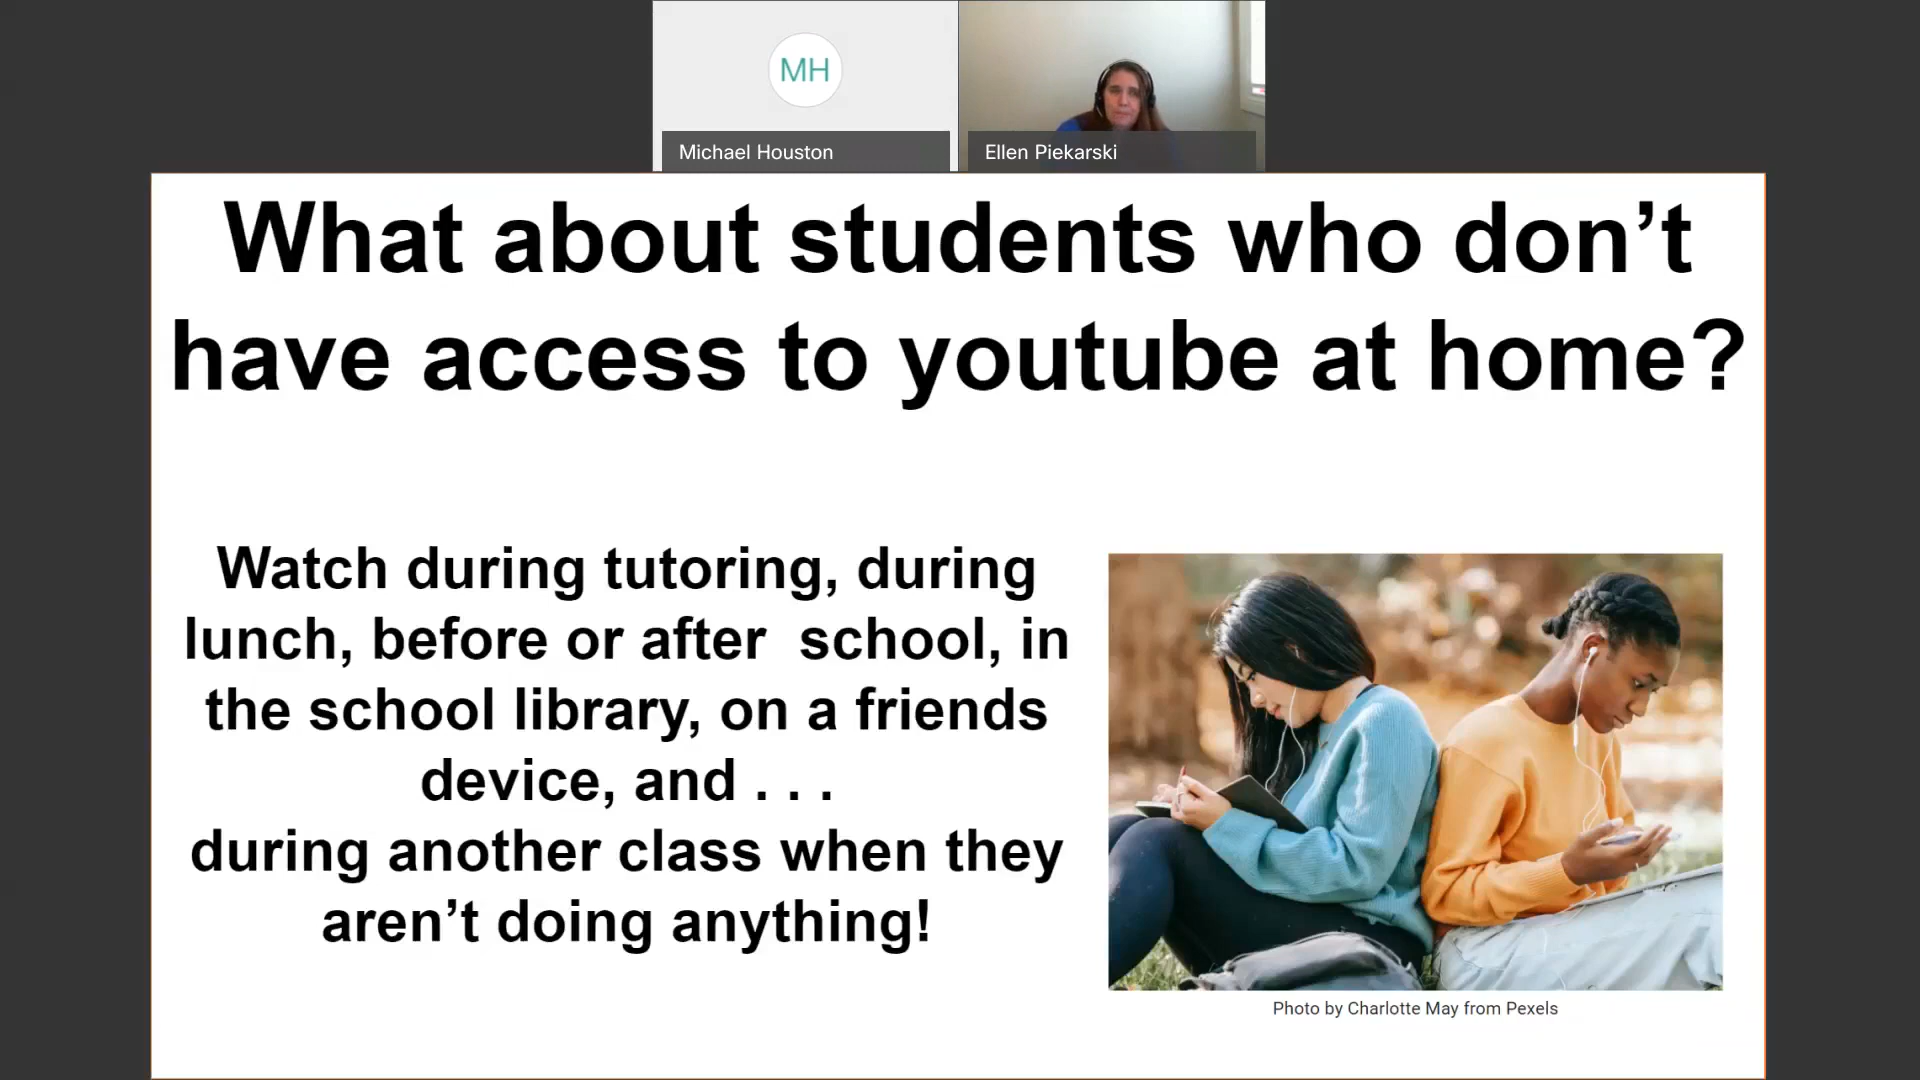 MH
Michael Houston
Ellen Piekarski
What about students who don’t
have access to youtube at home?
Watch during tutoring, during
lunch, before or after  school, in
the school library, on a friends
device, and . . .
during another class when they
aren’t doing anything!
Photo by Charlotte May from Pexels